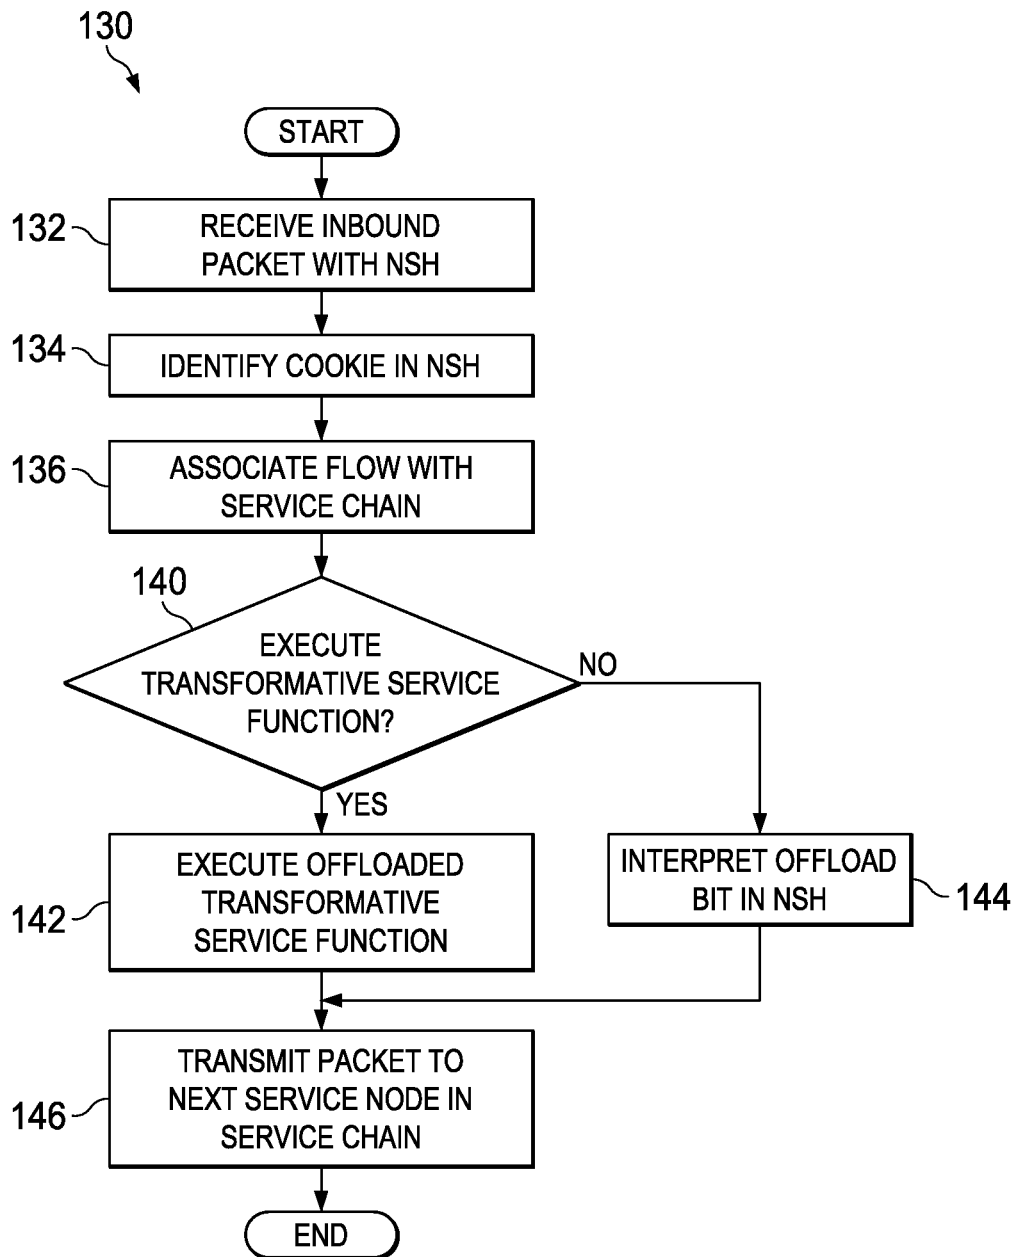 130
START
132
RECEIVE INBOUND
PACKET WITH NSH
134
IDENTIFY COOKIE IN NSH
136
ASSOCIATE FLOW WITH
SERVICE CHAIN
140
EXECUTE
TRANSFORMATIVE SERVICE
FUNCTION?
NO
YES
142
EXECUTE OFFLOADED
TRANSFORMATIVE
SERVICE FUNCTION
INTERPRET OFFLOAD
BIT IN NSH
144
146
TRANSMIT PACKET TO
NEXT SERVICE NODE IN
SERVICE CHAIN
END